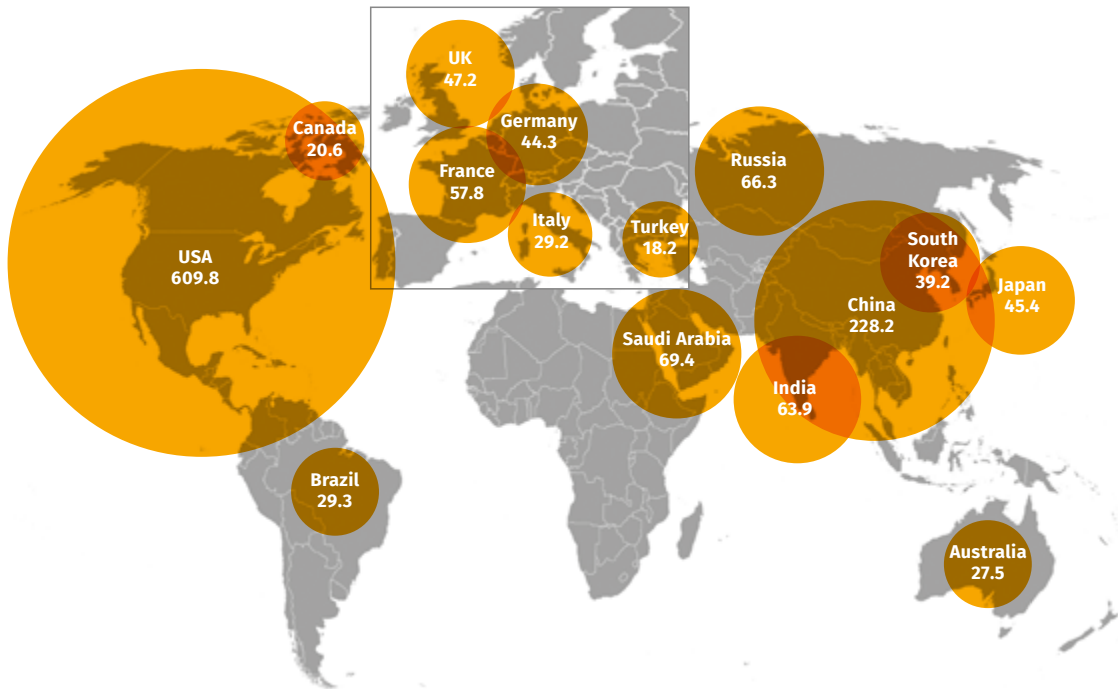 UK
47.2
Canada
20.6
Germany
44.3
France
57.8
Russia
66.3
Italy
29.2
Turkey
18.2
USA
609.8
South
Korea
39.2
Japan
45.4
China
228.2
Saudi Arabia
69.4
India
63.9
Brazil
29.3
Australia
27.5